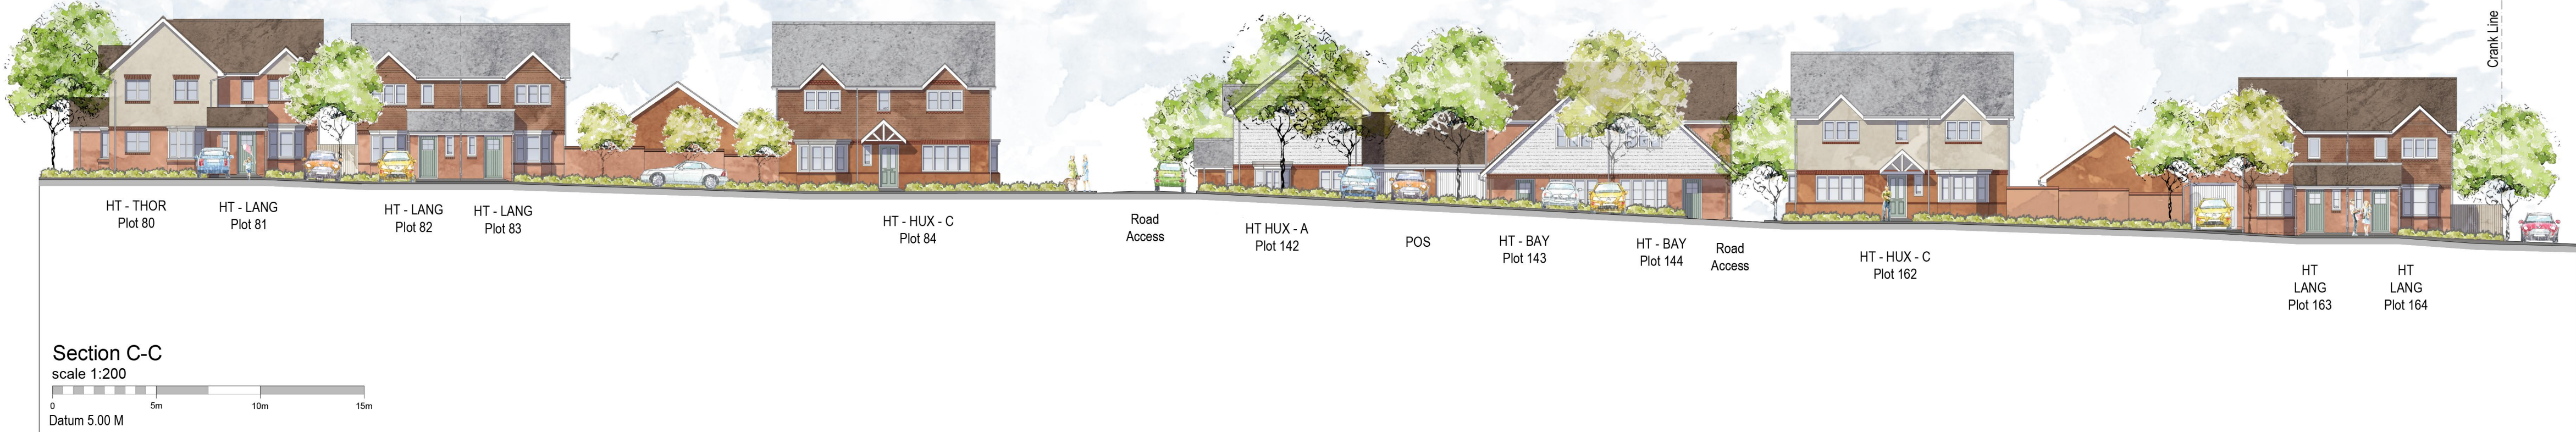 Crank Line
HT - THOR
Plot 80
HT - LANG
Plot 81
HT - LANG
Plot 82
HT - LANG
Plot 83
HT - HUX - C
Plot 84
Road
Access
HT HUX - A
Plot 142
POS
HT - BAY
Plot 143
HT - BAY
Plot 144
Road
Access
HT - HUX - C
Plot 162
HT
LANG
Plot 163
HT
LANG
Plot 164
Section C-C
scale 1:200
0 5m 10m 15m
Datum 5.00 M